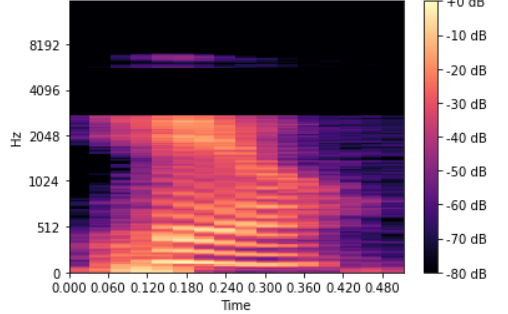 +0 dB
8192
-10 dB
4096
-20 dB
-30 dB
2048
-40 dB
Hz
1024
-50 dB
-60 dB
512
-70 dB
0
-80 dB
0.000 0.060 0.120 0.180 0.240 0.300 0.360 0.420 0.480
Time